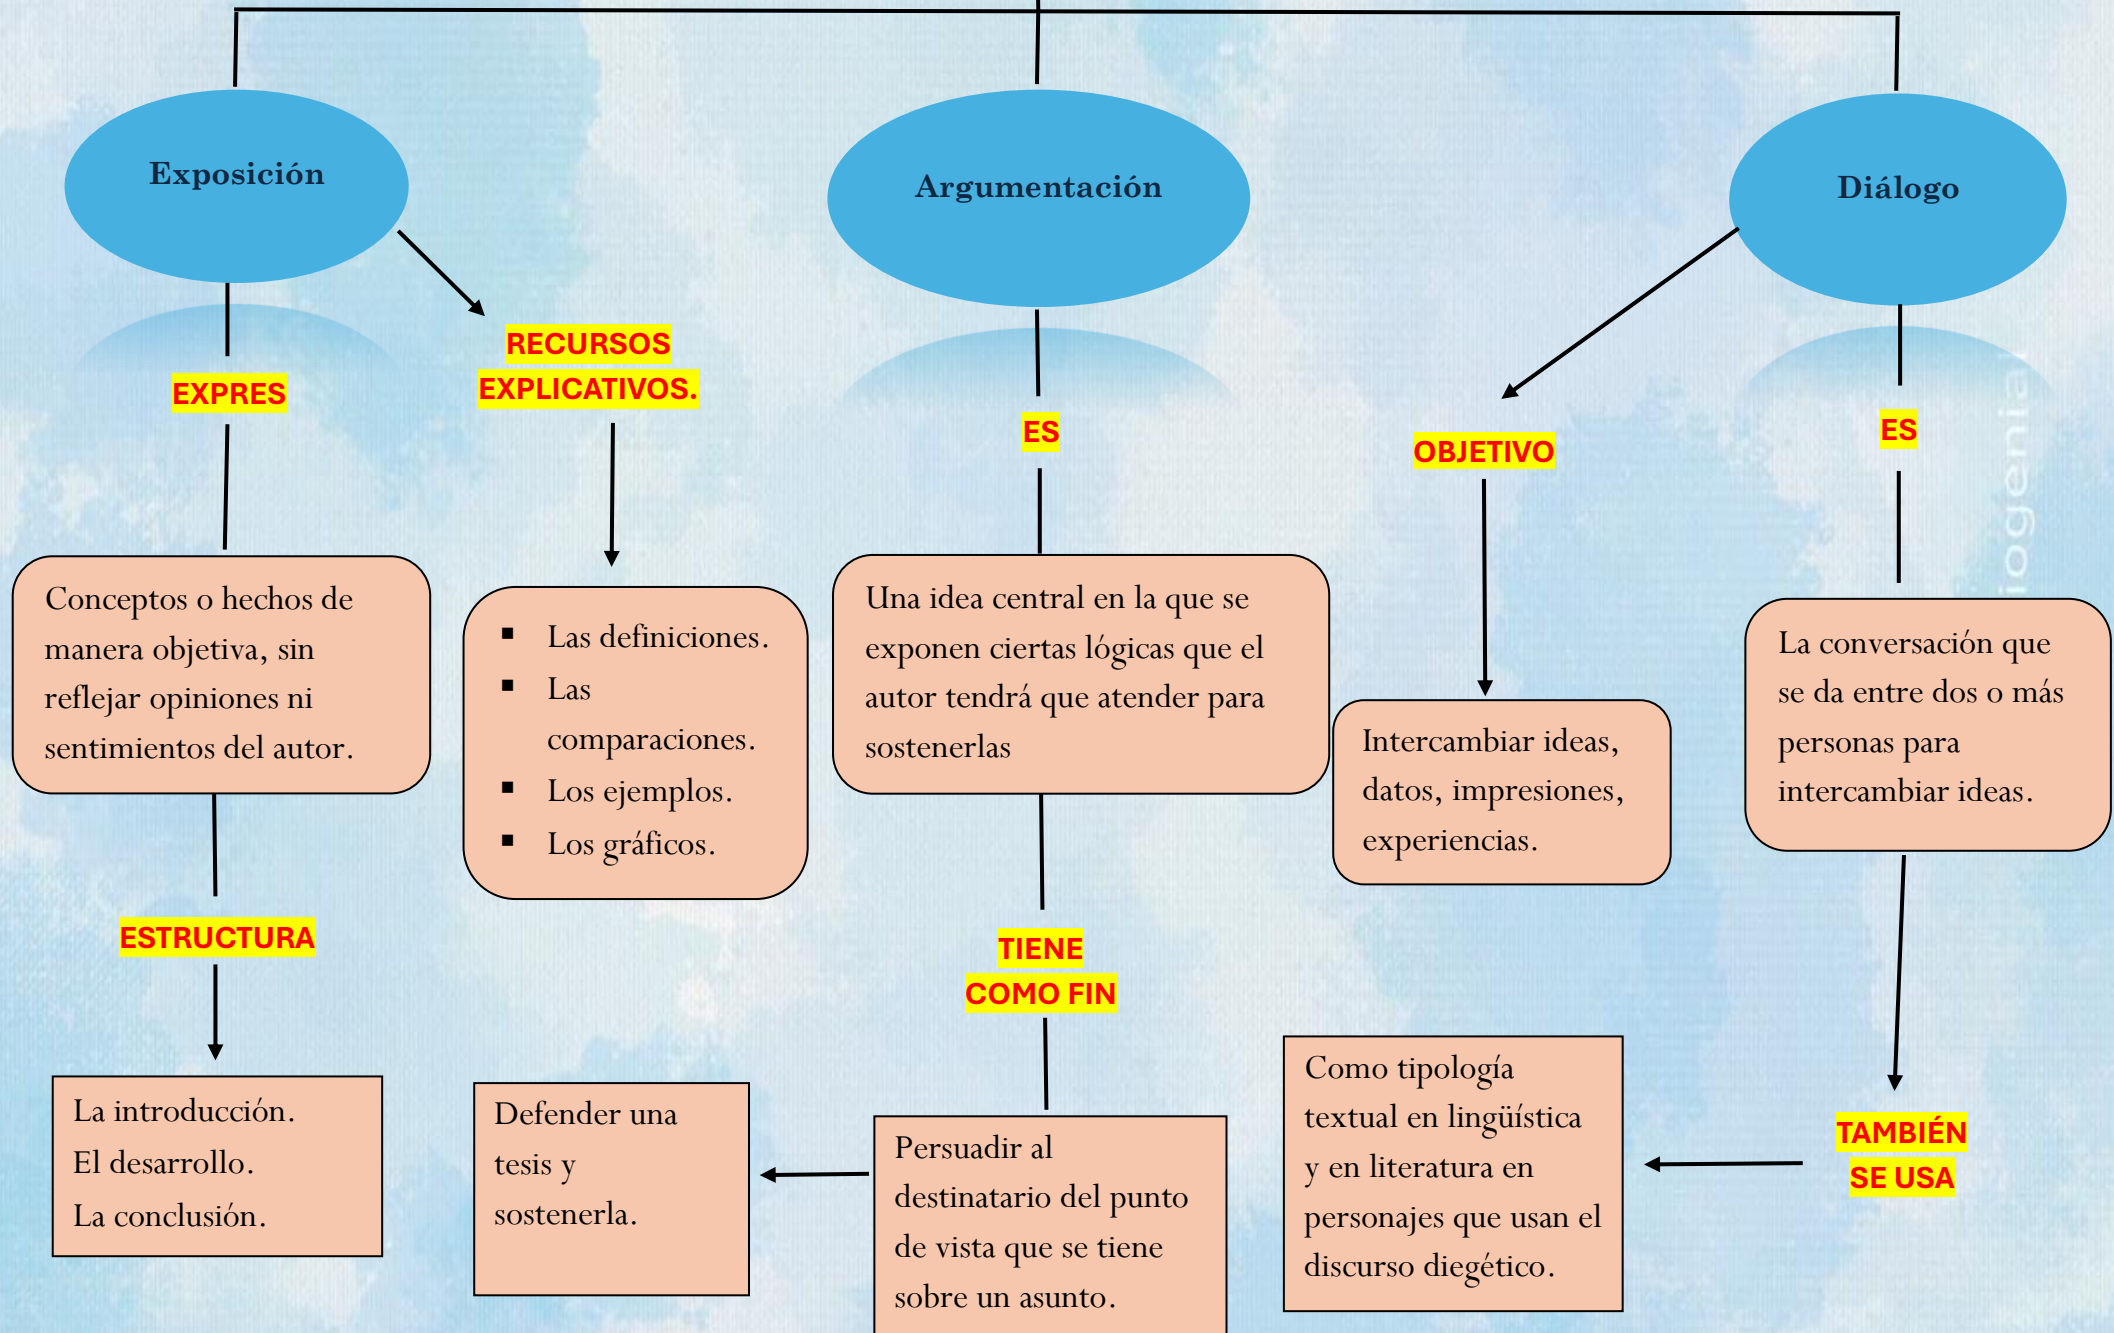 Exposición
Argumentación
Diálogo
EXPRES
RECURSOS
EXPLICATIVOS.
ES
OBJETIVO
ES
Conceptos o hechos de
manera objetiva, sin
reflejar opiniones ni
sentimientos del autor.
▪ Las definiciones.
▪ Las
comparaciones.
▪ Los ejemplos.
▪ Los gráficos.
Una idea central en la que se
exponen ciertas lógicas que el
autor tendrá que atender para
sostenerlas
Intercambiar ideas,
datos, impresiones,
experiencias.
La conversación que
se da entre dos o más
personas para
intercambiar ideas.
ESTRUCTURA
TIENE
COMO FIN
TAMBIÉN
SE USA
La introducción.
El desarrollo.
La conclusión.
Defender una
tesis y
sostenerla.
Persuadir al
destinatario del punto
de vista que se tiene
sobre un asunto.
Como tipología
textual en lingüística
y en literatura en
personajes que usan el
discurso diegético.
iogenial